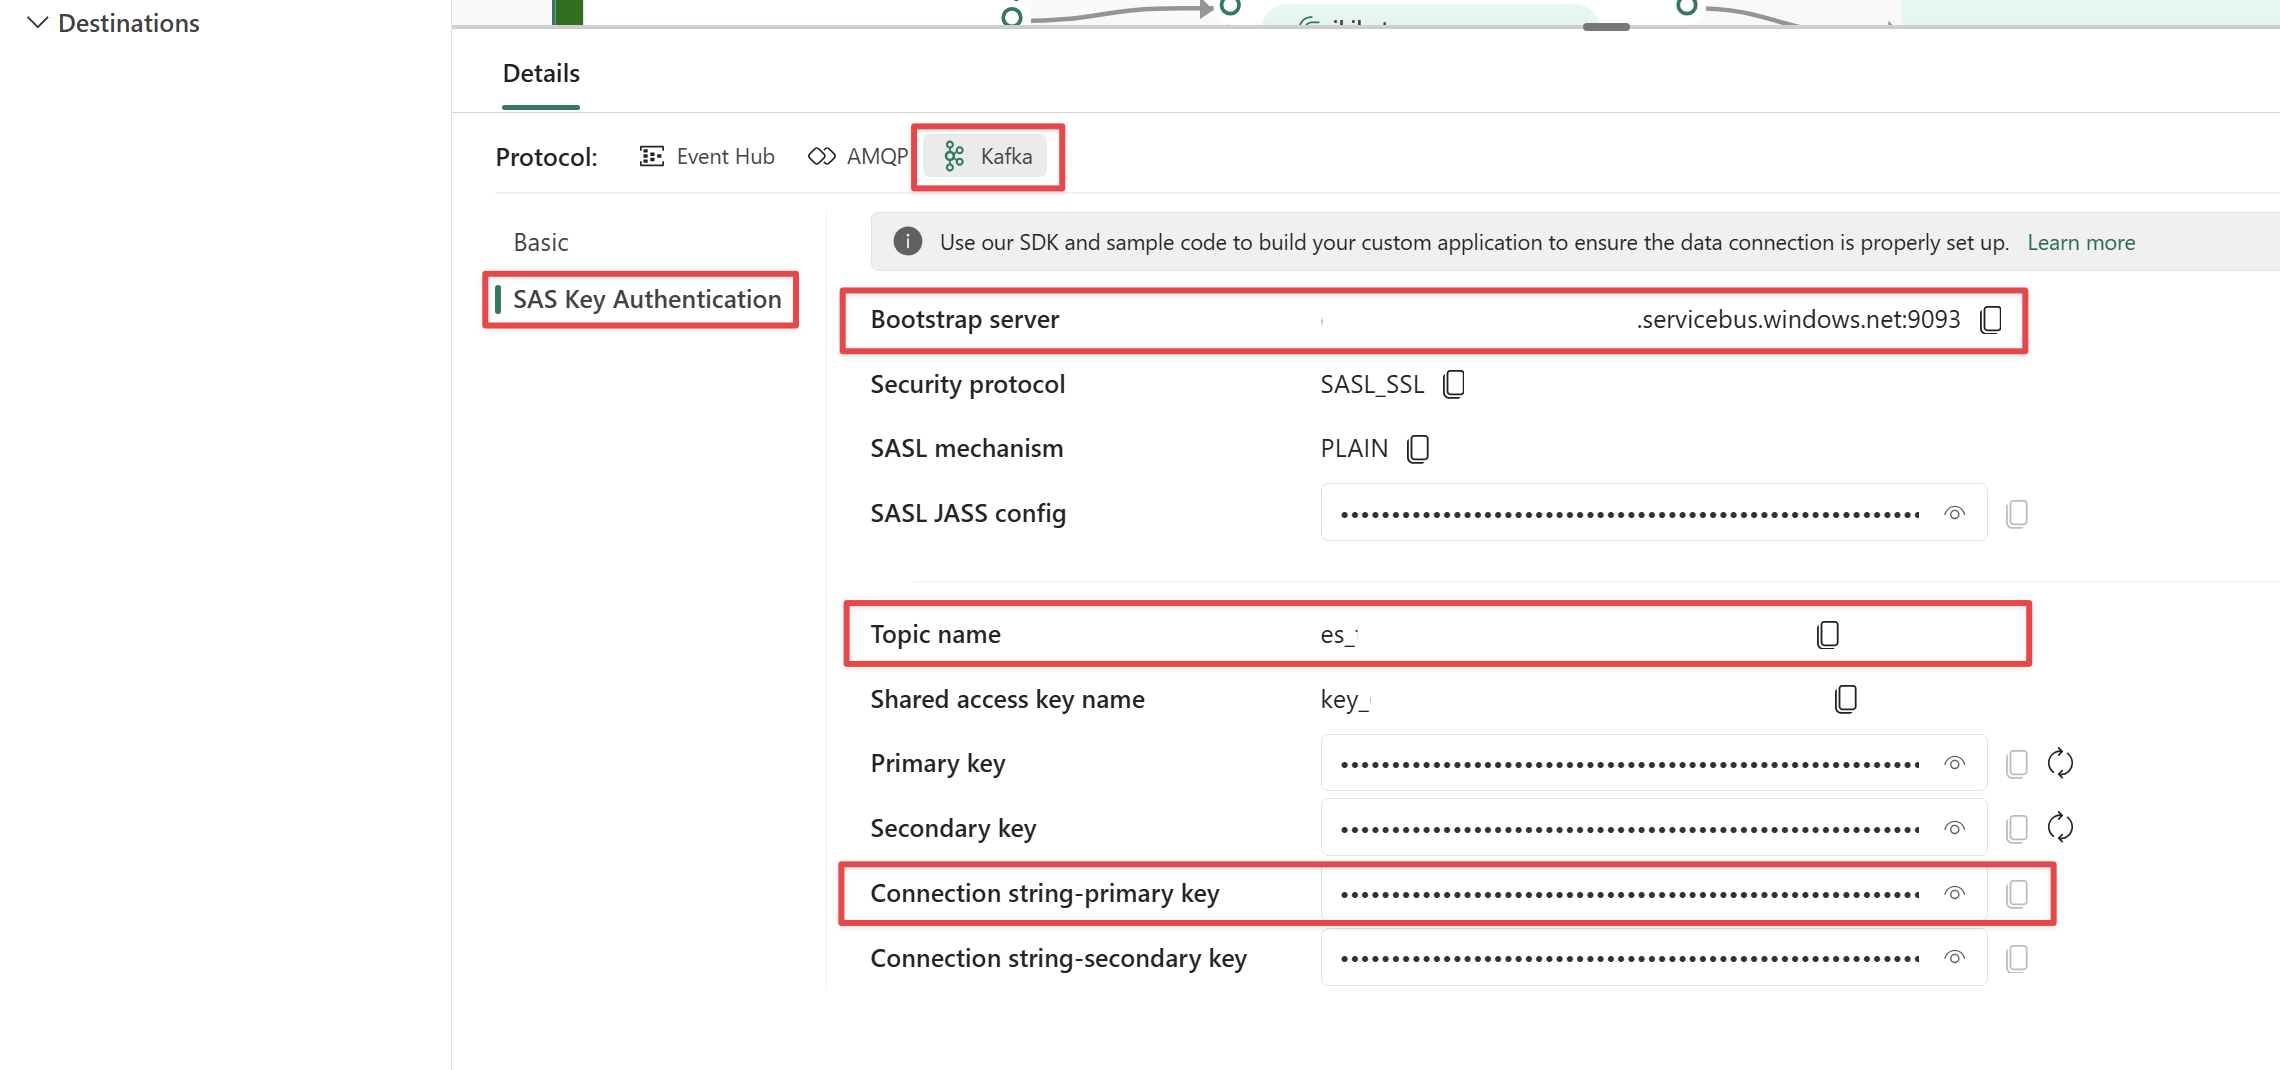 Destinations
Details
Protocol: Event Hub AMQP Kafka
Basic
SAS Key Authentication
Use our SDK and sample code to build your custom application to ensure the data connection is properly set up. Learn more
Bootstrap server .servicebus.windows.net:9093
Security protocol SASL_SSL
SASL mechanism PLAIN
SASL JASS config
Topic name es_
Shared access key name key_
Primary key
Secondary key
Connection string-primary key
Connection string-secondary key